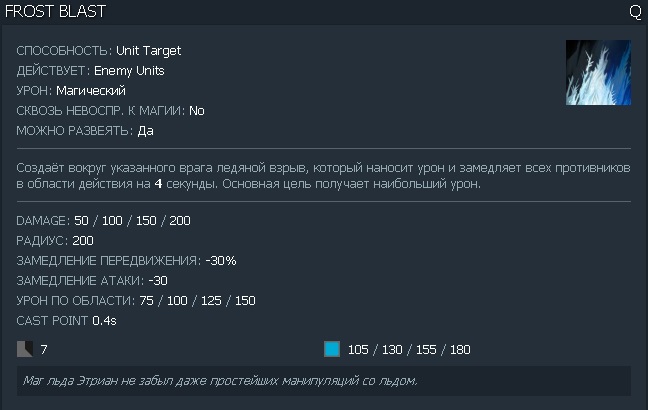 FROST BLAST Q
СПОСОБНОСТЬ: Unit Target
ДЕЙСТВУЕТ: Enemy Units
УРОН: Магический
СКВОЗЬ НЕВОСПР. К МАГИИ: No
МОЖНО РАЗВЕЯТЬ: Да
Создаёт вокруг указанного врага ледяной взрыв, который наносит урон и замедляет всех противников
в области действия на 4 секунды. Основная цель получает наибольший урон.
DAMAGE: 50 / 100 / 150 / 200
РАДИУС: 200
ЗАМЕДЛЕНИЕ ПЕРЕДВИЖЕНИЯ: -30%
ЗАМЕДЛЕНИЕ АТАКИ: -30
УРОН ПО ОБЛАСТИ: 75 / 100 / 125 / 150
CAST POINT 0.4s
7 105 / 130 / 155 / 180
Маг льда Этриан не забыл даже простейших манипуляций со льдом.